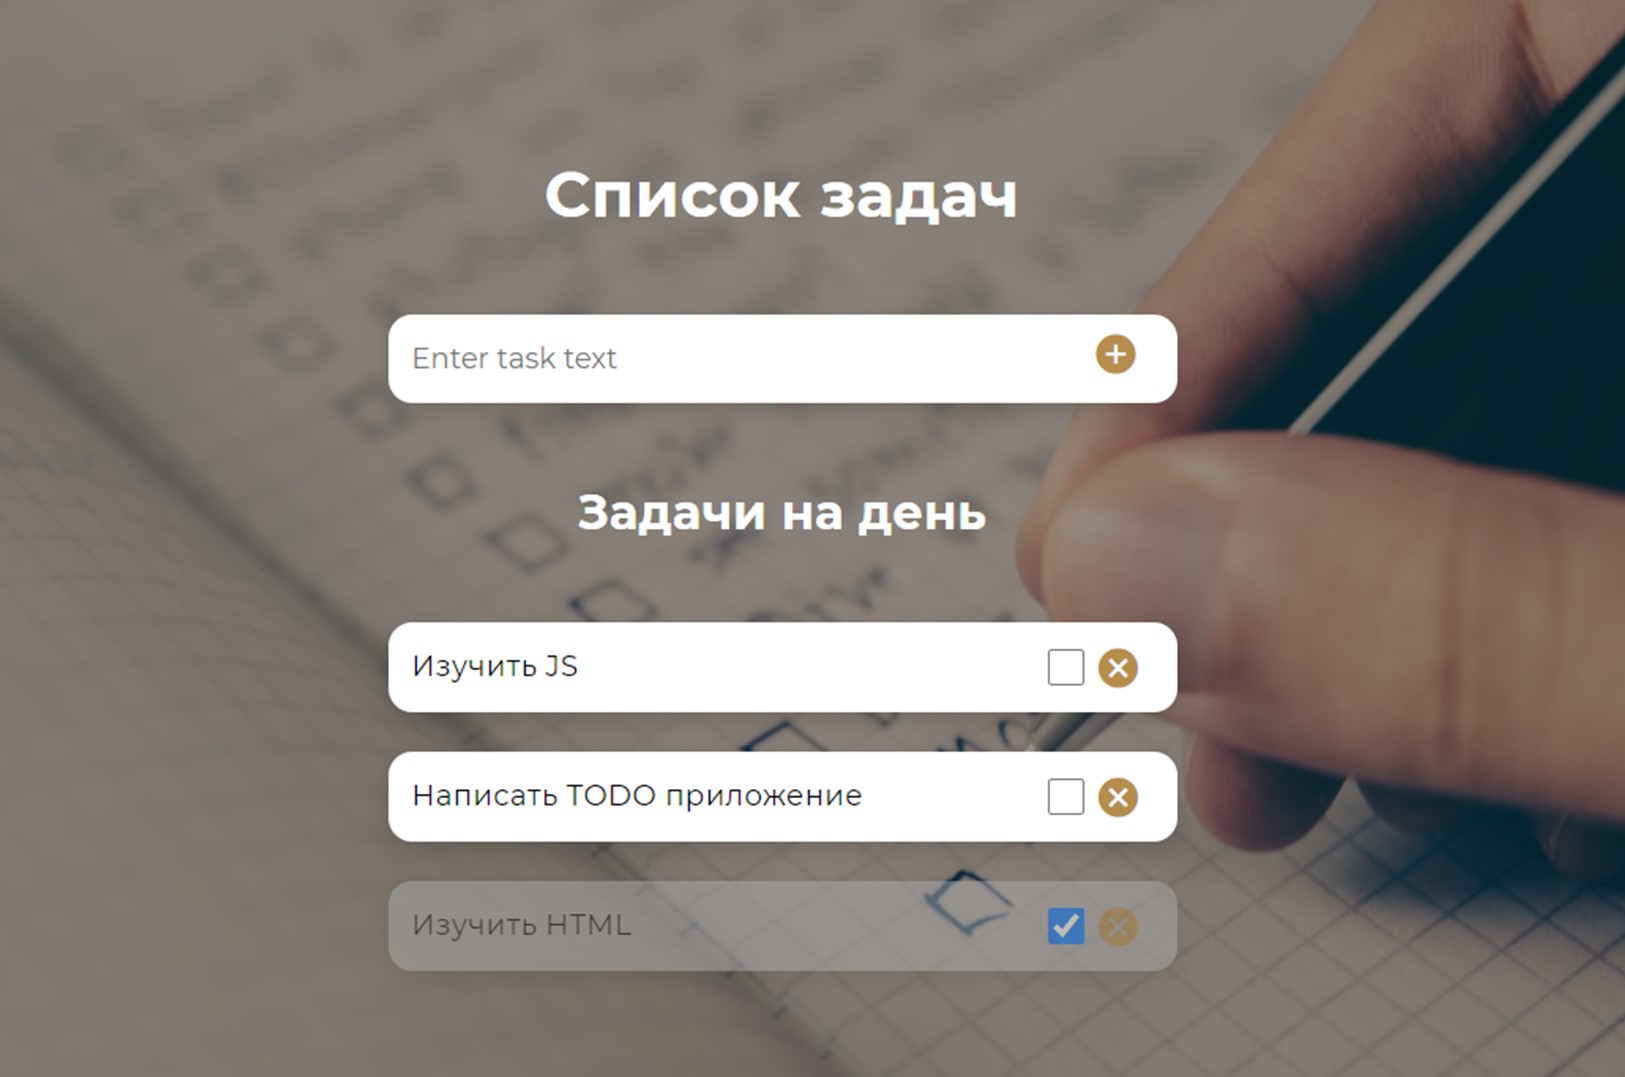 Список задач
Enter task text
Задачи на день
Изучить JS
Написать TODO приложение
Изучить HTML